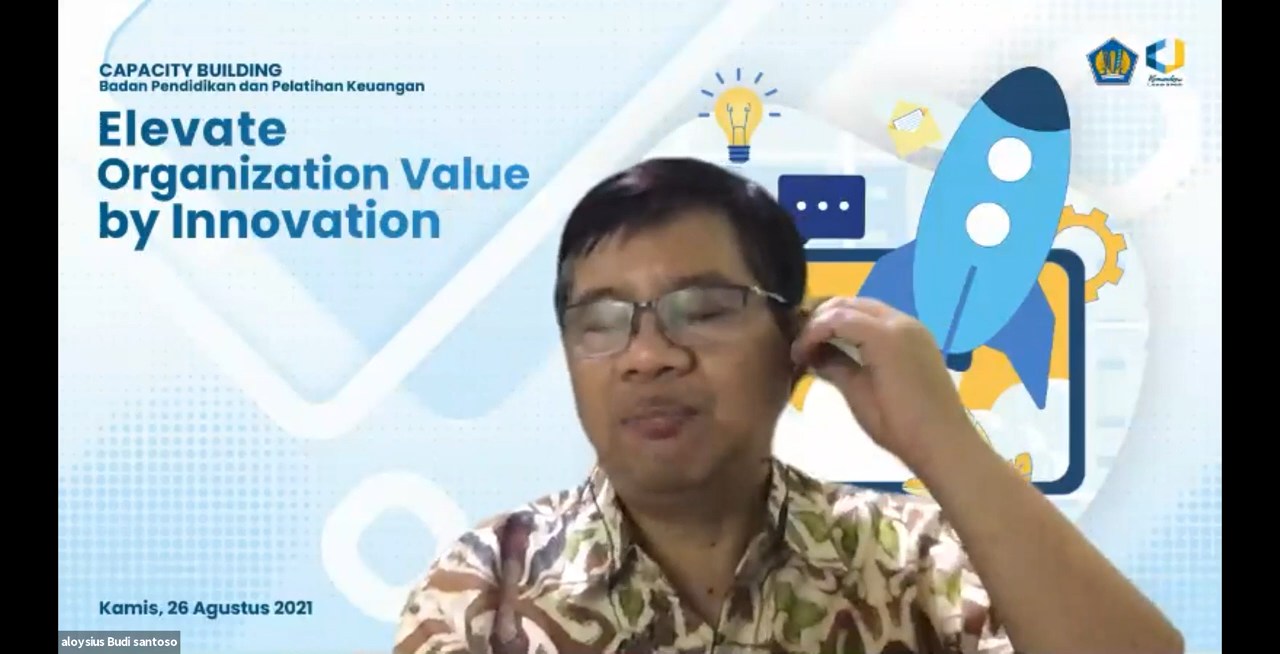 CAPACITY BUILDING
Badan Pendidikan dan Pelatihan Keuangan
Elevate
Organization Value
by Innovation
Kamis, 26 Agustus 2021
aloysius Budi santoso